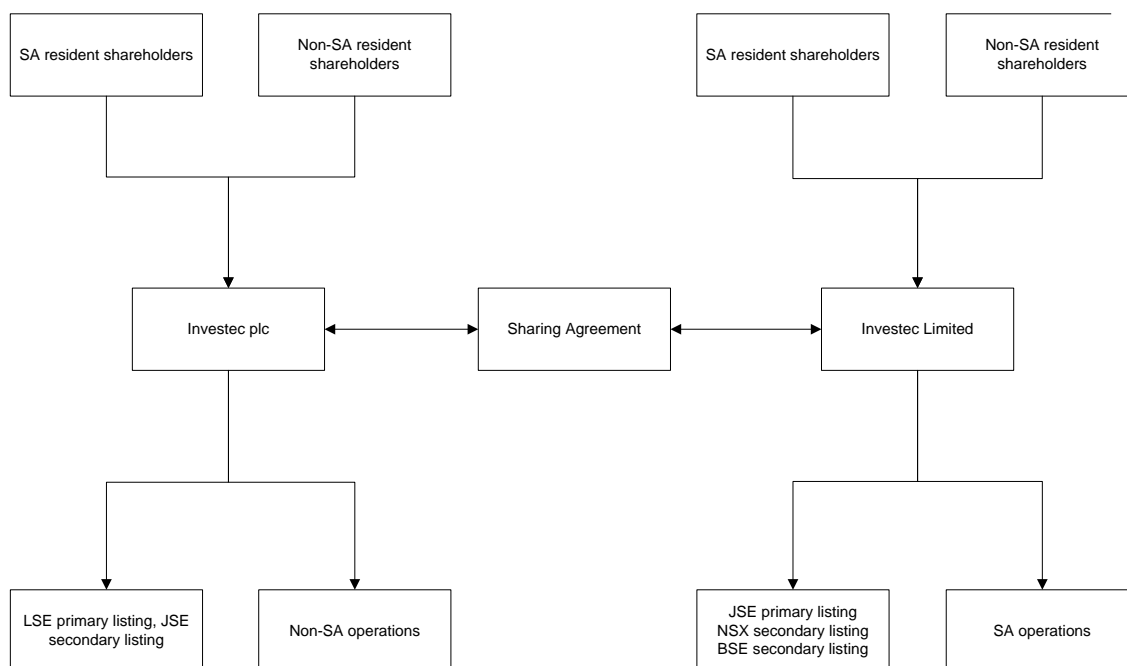 SA resident shareholders
Non-SA resident
shareholders
SA resident shareholders
Non-SA resident
shareholders
Investec plc
Sharing Agreement
Investec Limited
LSE primary listing, JSE
secondary listing
Non-SA operations
JSE primary listing
NSX secondary listing
BSE secondary listing
SA operations